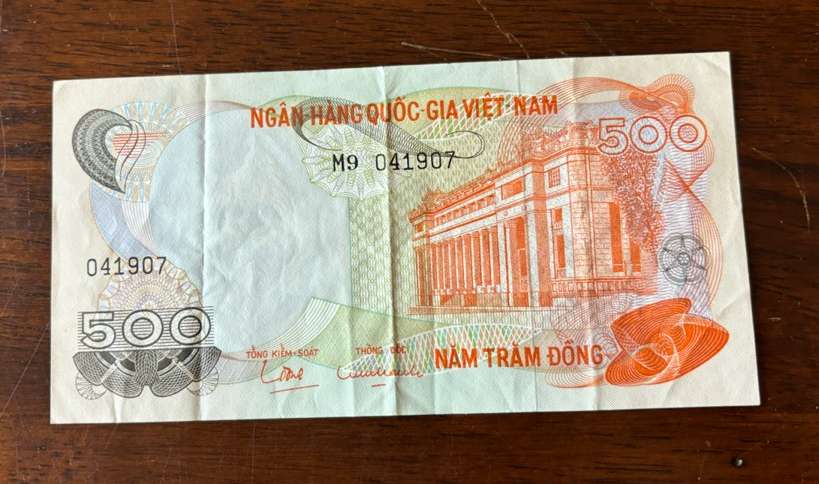 NGÂN HÀNG QUỐC-GIA VIỆT-NAM
500
M9 041907
041907
500
TỔNG KIỂM-SOÁT
THỐNG ĐỐC
NĂM TRĂM ĐỒNG